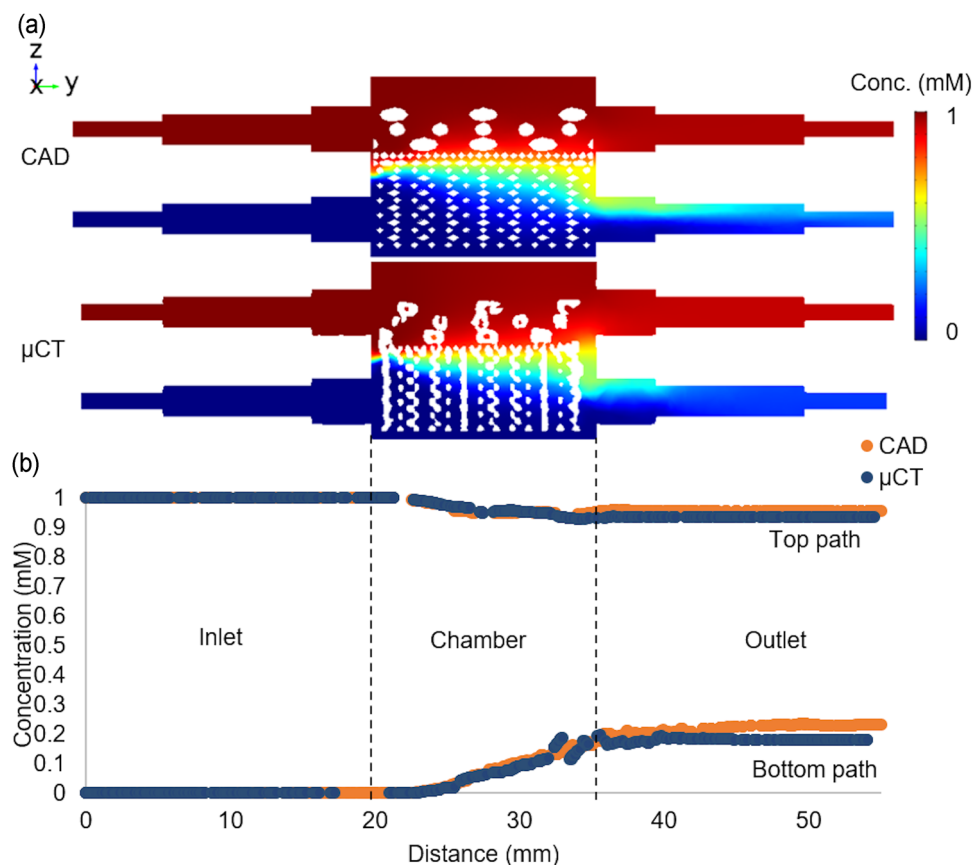 (a)
z
x y
Conc. (mM)
1
0
CAD
µCT
(b)
CAD
µCT
Concentration (mM)
1
0.9
0.8
0.7
0.6
0.5
0.4
0.3
0.2
0.1
0
Top path
Inlet
Chamber
Outlet
Bottom path
0 10 20 30 40 50
Distance (mm)